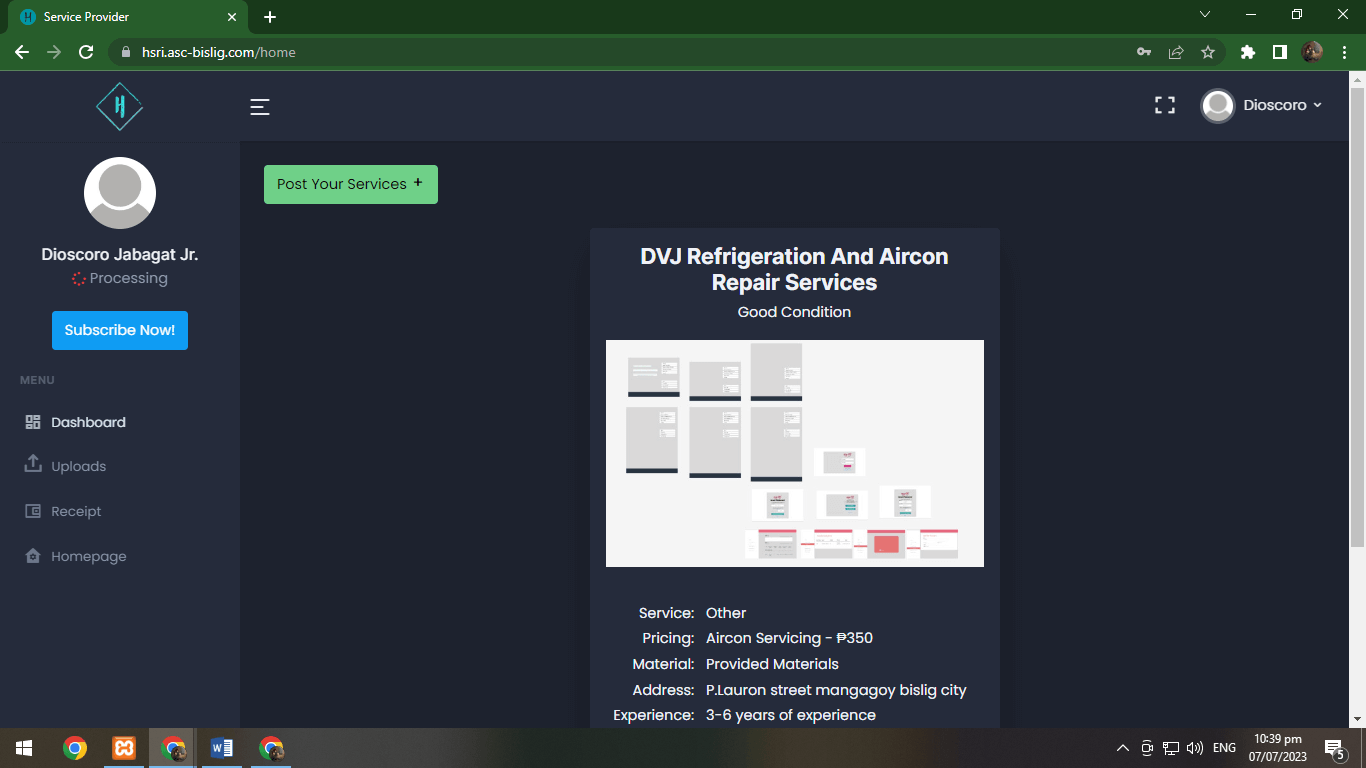 Service Provider
hsri.asc-bislig.com/home
Dioscoro
Dioscoro Jabagat Jr.
Processing
Subscribe Now!
MENU
Dashboard
Uploads
Receipt
Homepage
Post Your Services +
DVJ Refrigeration And Aircon
Repair Services
Good Condition
Service: Other
Pricing: Aircon Servicing - ₱350
Material: Provided Materials
Address: P.Lauron street mangagoy bislig city
Experience: 3-6 years of experience
ENG
10:39 pm
07/07/2023
5